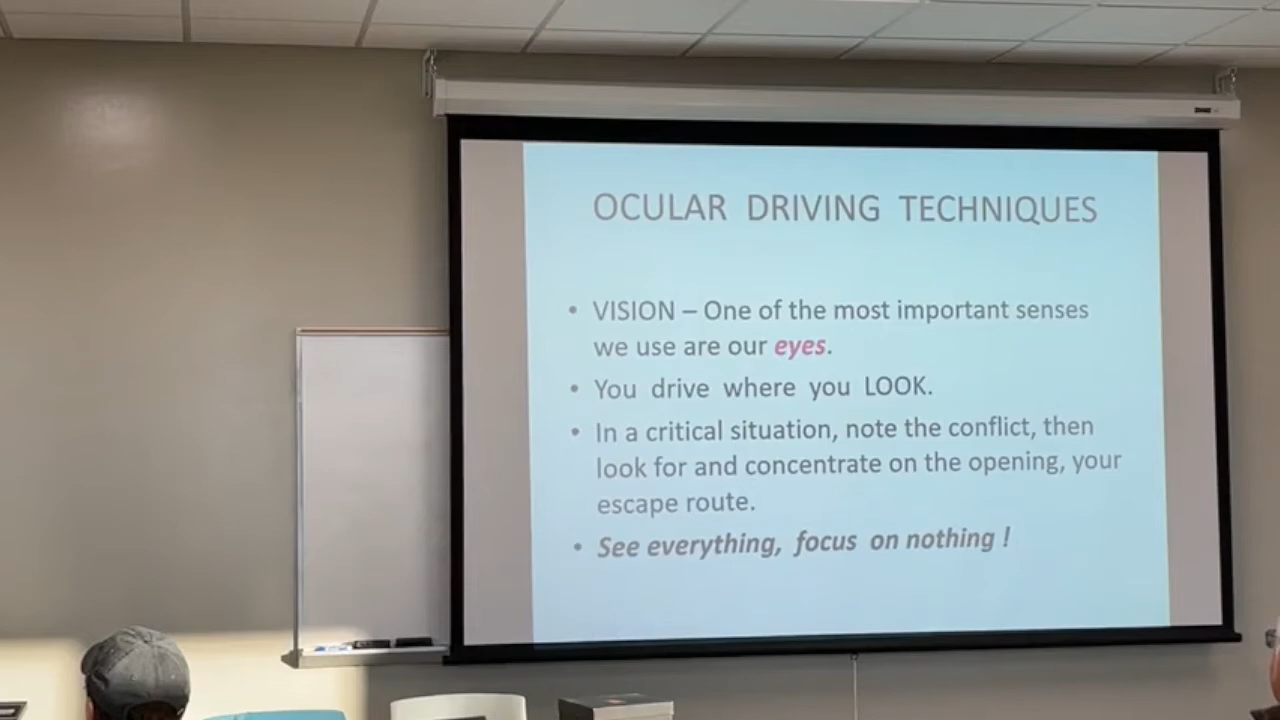 OCULAR DRIVING TECHNIQUES
• VISION – One of the most important senses
we use are our eyes.
• You drive where you LOOK.
• In a critical situation, note the conflict, then
look for and concentrate on the opening, your
escape route.
• See everything, focus on nothing !